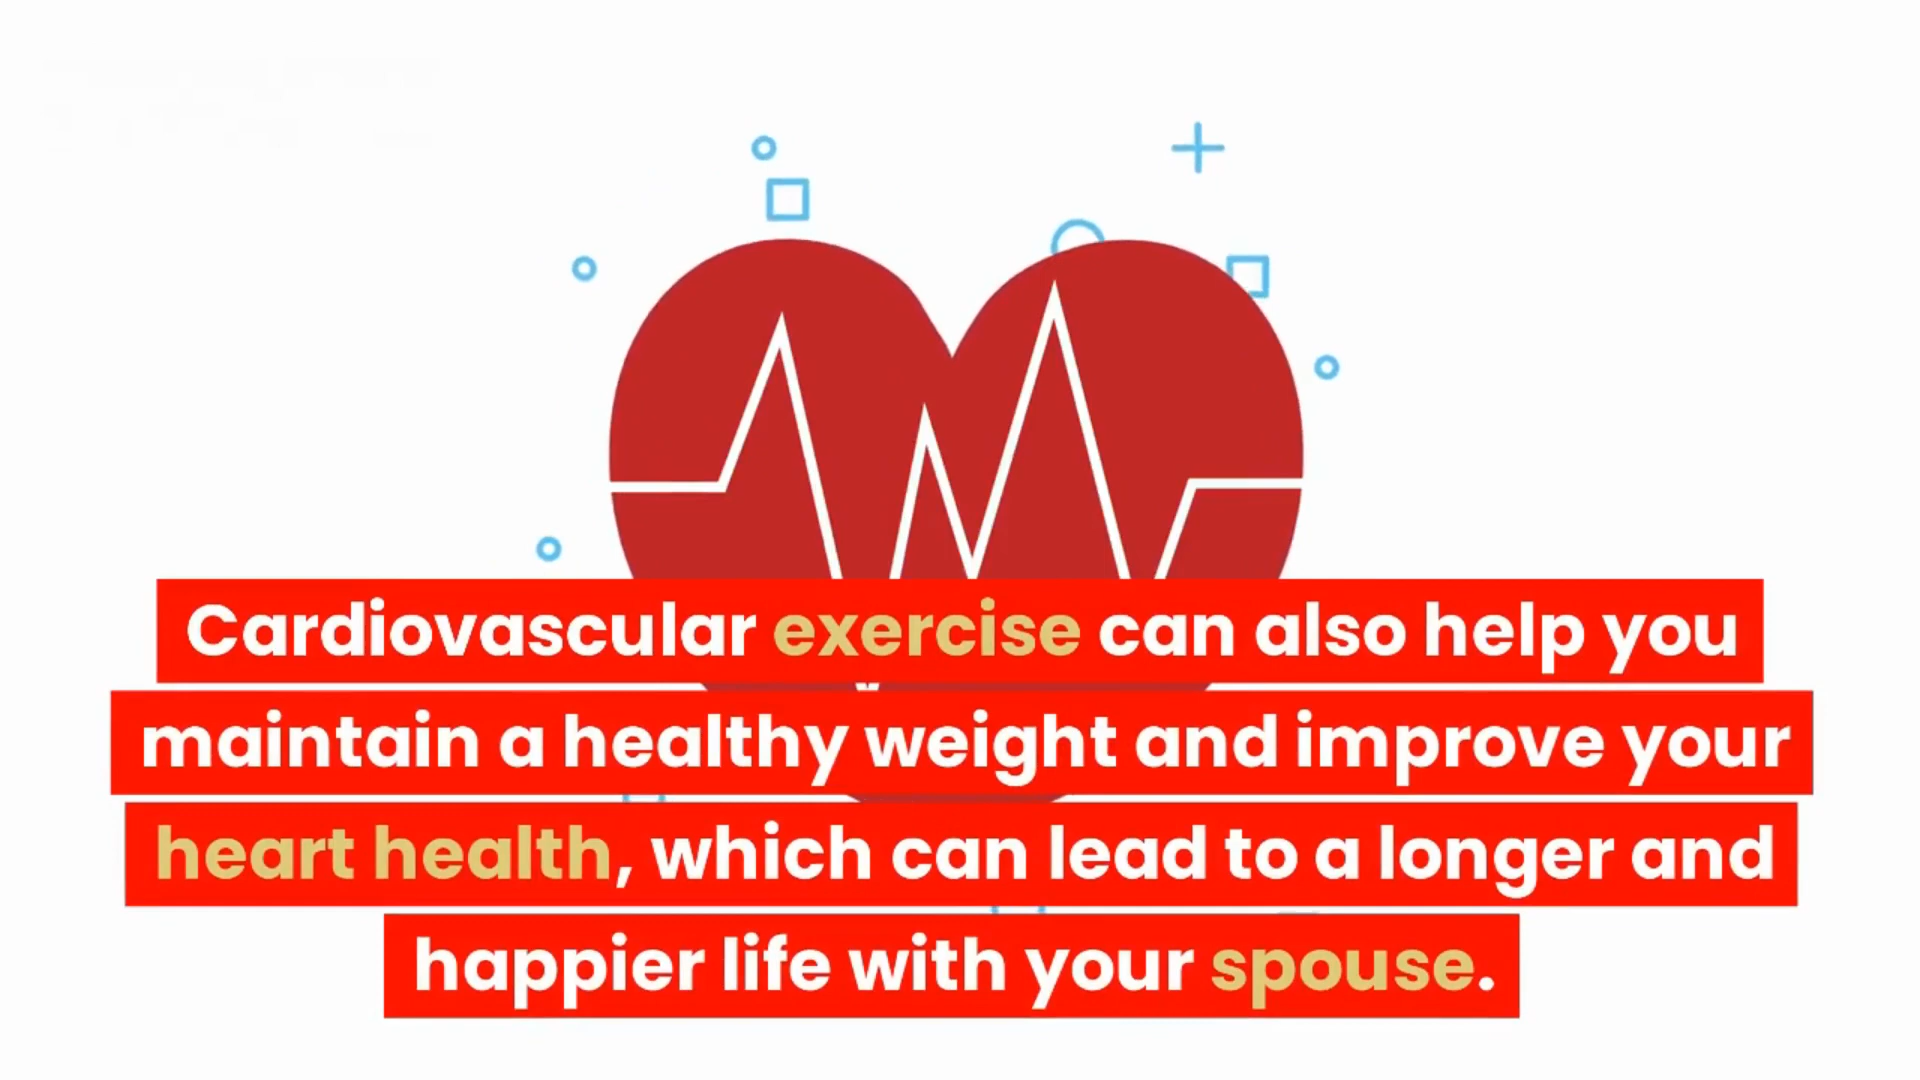 Cardiovascular exercise can also help you
maintain a healthy weight and improve your
heart health, which can lead to a longer and
happier life with your spouse.